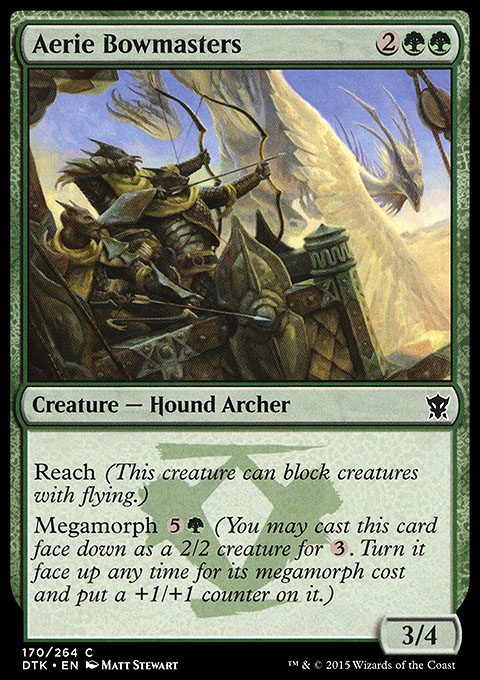 Aerie Bowmasters 2
Creature — Hound Archer
Reach (This creature can block creatures
with flying.)
Megamorph 5 (You may cast this card
face down as a 2/2 creature for 3. Turn it
face up any time for its megamorph cost
and put a +1/+1 counter on it.)
3/4
170/264 C
DTK • EN Matt Stewart
™ & © 2015 Wizards of the Coast